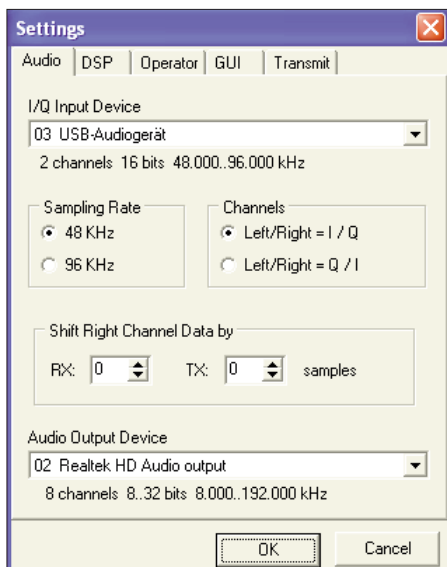 Settings
Audio DSP Operator GUI Transmit
I/Q Input Device
03 USB-Audiogerät
2 channels 16 bits 48.000..96.000 kHz
Sampling Rate Channels
48 KHz Left/Right = I / Q
96 KHz Left/Right = Q / I
Shift Right Channel Data by
RX: 0 TX: 0 samples
Audio Output Device
02 Realtek HD Audio output
8 channels 8..32 bits 8.000..192.000 kHz
OK Cancel